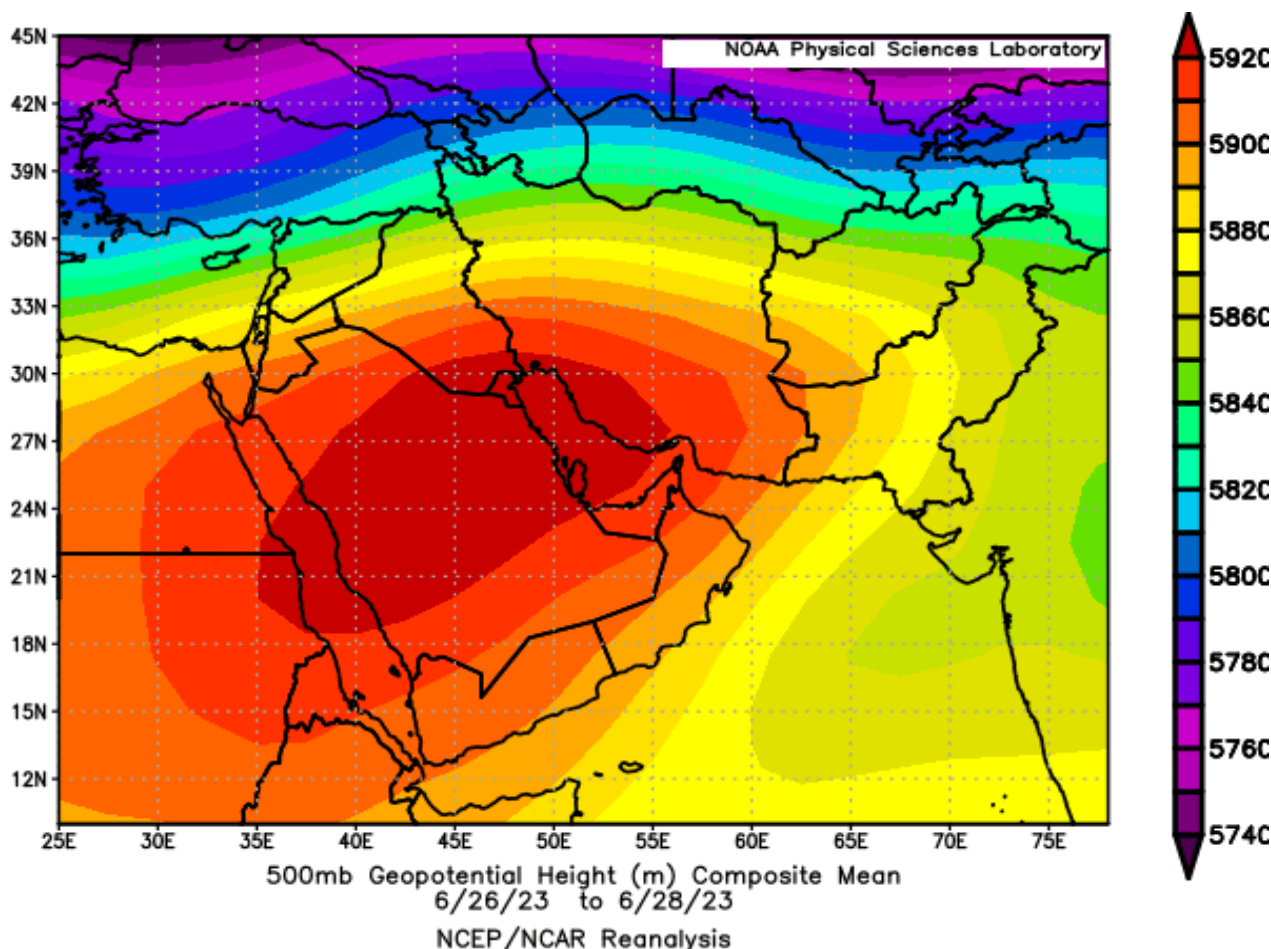 NOAA Physical Sciences Laboratory
45N
42N
39N
36N
33N
30N
27N
24N
21N
18N
15N
12N
25E 30E 35E 40E 45E 50E 55E 60E 65E 70E 75E
5920
5900
5880
5860
5840
5820
5800
5780
5760
5740
500mb Geopotential Height (m) Composite Mean
6/26/23 to 6/28/23
NCEP/NCAR Reanalysis